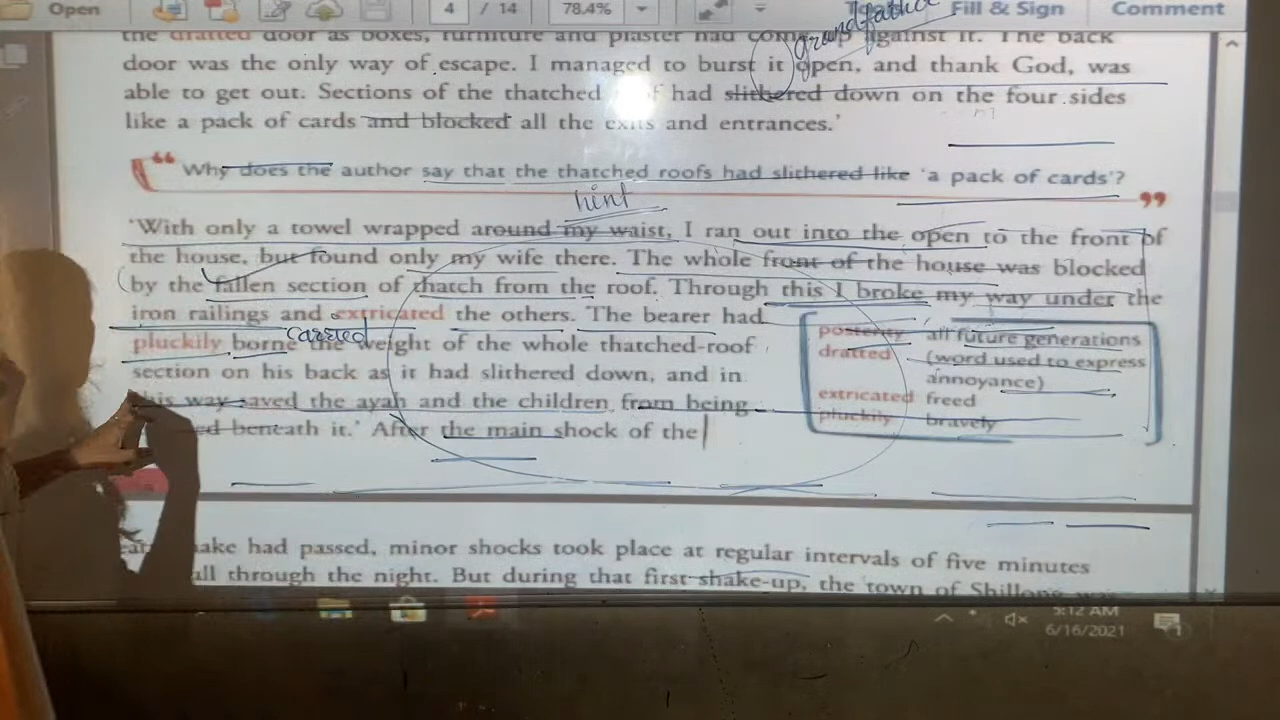 Open 4 / 14 78.4% Fill & Sign Comment
grandfather
the drafted door as boxes, furniture and plaster had come up against it. The back
door was the only way of escape. I managed to burst it open, and thank God, was
able to get out. Sections of the thatched had slithered down on the four sides
like a pack of cards and blocked all the exits and entrances.'
Why does the author say that the thatched roofs had slithered like 'a pack of cards'?
hint
'With only a towel wrapped around my waist, I ran out into the open to the front of
the house, but found only my wife there. The whole front of the house was blocked
by the fallen section of thatch from the roof. Through this I broke my way under the
iron railings and extricated the others. The bearer had
carried
pluckily borne the weight of the whole thatched-roof
section on his back as it had slithered down, and in
this way saved the ayah and the children from being
beneath it.' After the main shock of the
posterity all future generations
dratted (word used to express
annoyance)
extricated freed
pluckily bravely
had passed, minor shocks took place at regular intervals of five minutes
all through the night. But during that first shake-up, the town of Shillong was
9:12 AM
6/16/2021